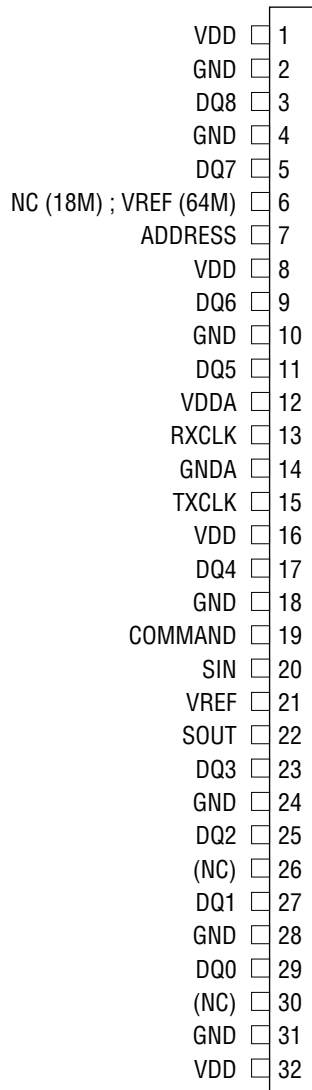 VDD 1
GND 2
DQ8 3
GND 4
DQ7 5
NC (18M) ; VREF (64M) 6
ADDRESS 7
VDD 8
DQ6 9
GND 10
DQ5 11
VDDA 12
RXCLK 13
GNDA 14
TXCLK 15
VDD 16
DQ4 17
GND 18
COMMAND 19
SIN 20
VREF 21
SOUT 22
DQ3 23
GND 24
DQ2 25
(NC) 26
DQ1 27
GND 28
DQ0 29
(NC) 30
GND 31
VDD 32